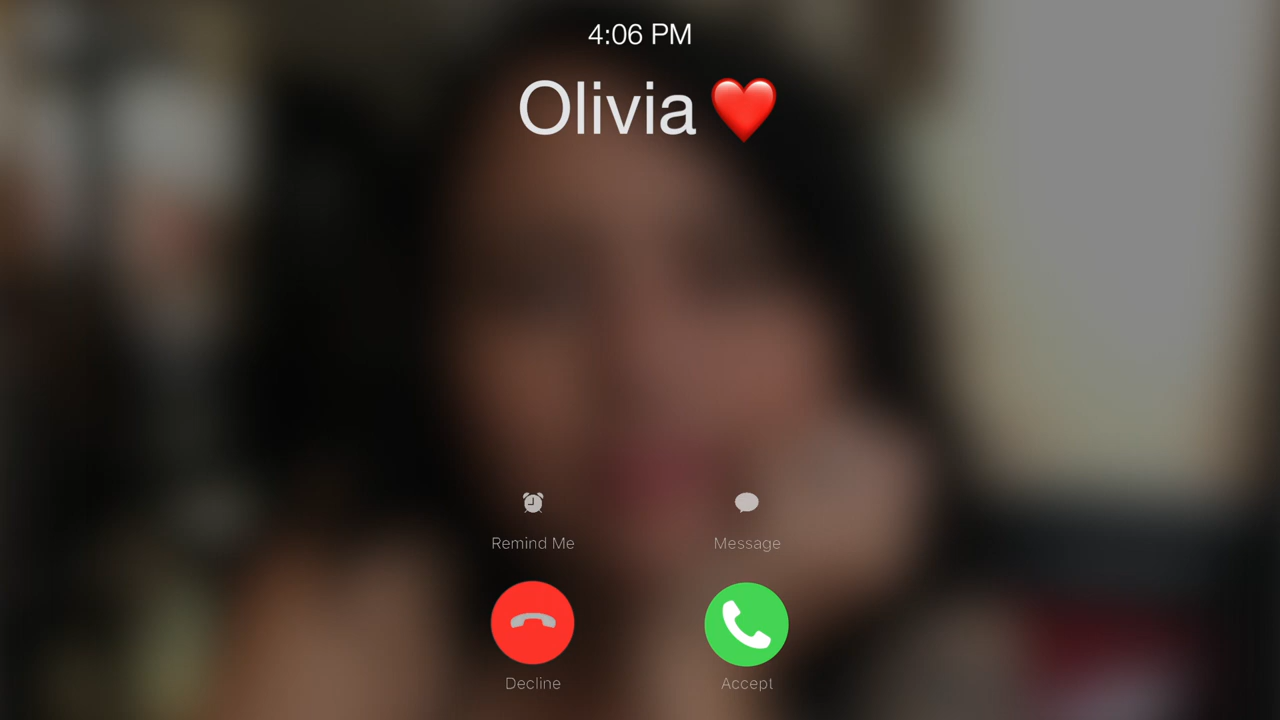 4:06 PM
Olivia ❤️
Remind Me
Message
Decline
Accept